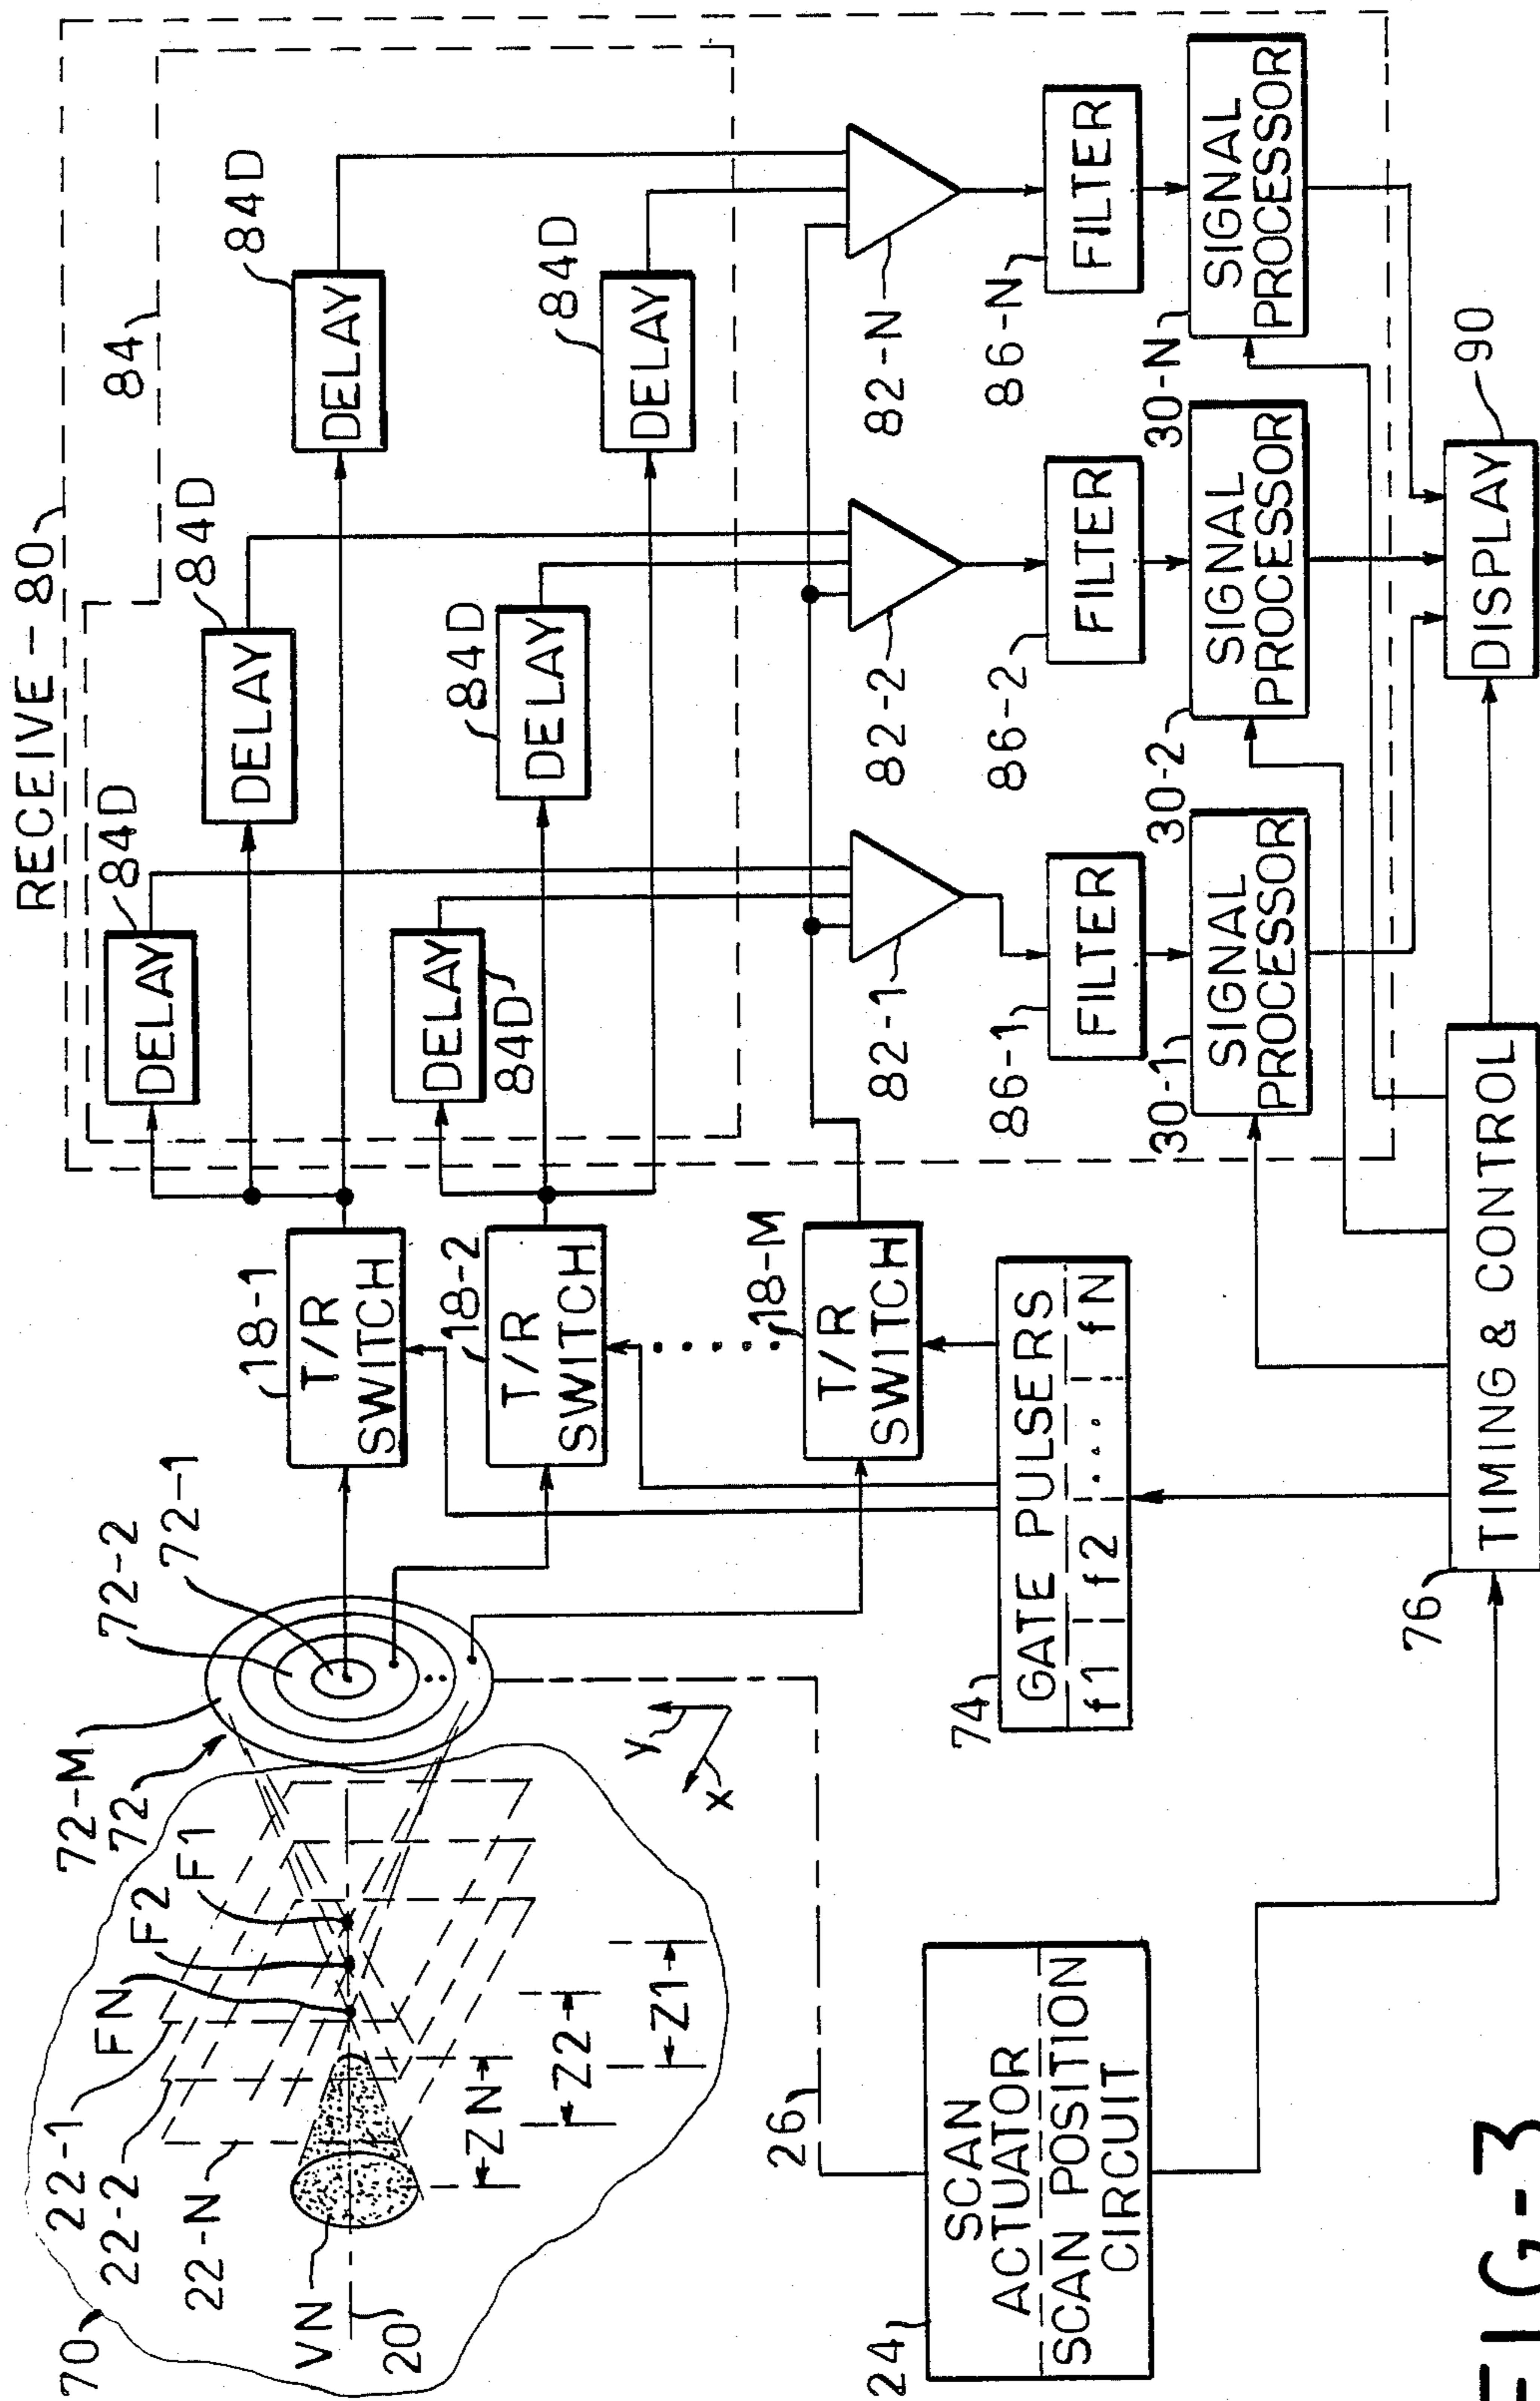 RECEIVE - 80
84
84D
DELAY
84D
DELAY
84D
DELAY
84D
DELAY
84D
DELAY
84D
DELAY
70
22-1
22-2
22-N
VN
20
FN
F2
F1
ZN
Z2
Z1
72-M
72
72-2
72-1
y
x
18-1
T/R
SWITCH
18-2
T/R
SWITCH
18-M
T/R
SWITCH
82-1
82-2
82-N
86-1
FILTER
86-2
FILTER
86-N
FILTER
30-1
SIGNAL
PROCESSOR
30-2
SIGNAL
PROCESSOR
30-N
SIGNAL
PROCESSOR
26
24
SCAN
ACTUATOR
SCAN POSITION
CIRCUIT
74
GATE PULSERS
f1 f2 ... fN
76
TIMING & CONTROL
90
DISPLAY
FIG-3